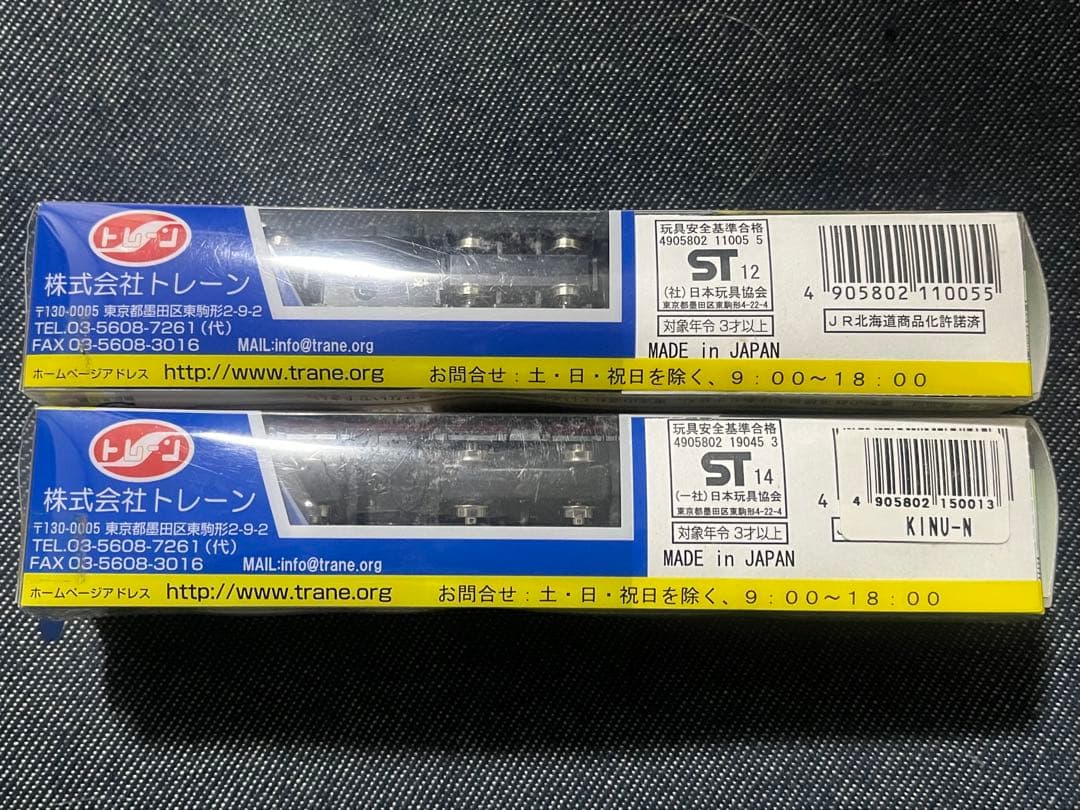 トレーン
株式会社トレーン
〒130-0005 東京都墨田区東駒形2-9-2
TEL.03-5608-7261(代)
FAX 03-5608-3016 MAIL:info@trane.org
ホームページアドレス http://www.trane.org お問合せ：土・日・祝日を除く、9：00～18：00
玩具安全基準合格
4905802 11005 5
ST 12
(社)日本玩具協会
東京都墨田区東駒形4-22-4
対象年令 3才以上
MADE in JAPAN
4 905802 110055
JR北海道商品化許諾済
トレーン
株式会社トレーン
〒130-0005 東京都墨田区東駒形2-9-2
TEL.03-5608-7261(代)
FAX 03-5608-3016 MAIL:info@trane.org
ホームページアドレス http://www.trane.org お問合せ：土・日・祝日を除く、9：00～18：00
玩具安全基準合格
4905802 19045 3
ST 14
(一社)日本玩具協会
東京都墨田区東駒形4-22-4
対象年令 3才以上
MADE in JAPAN
4
4 905802 150013
KINU-N